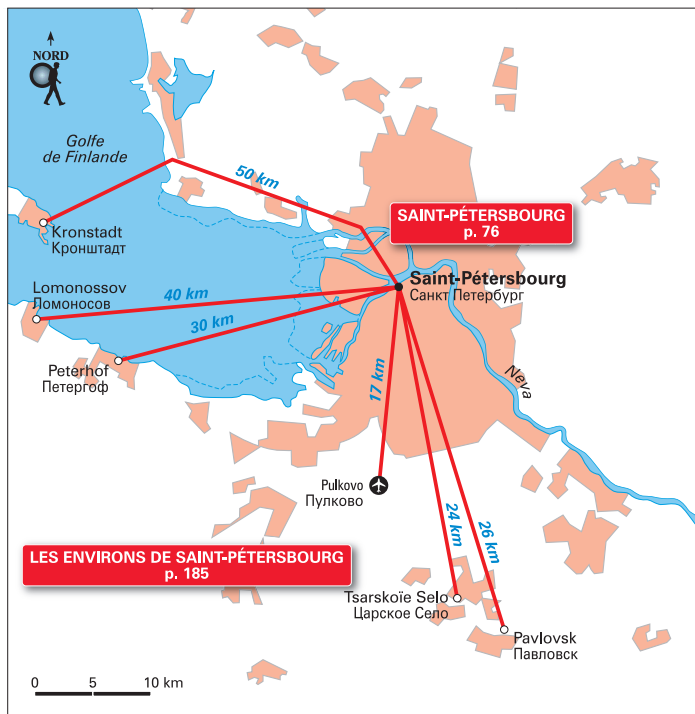 NORD
Golfe
de Finlande
50 km
Kronstadt
Кронштадт
SAINT-PÉTERSBOURG
p. 76
Lomonossov
Ломоносов
40 km
Saint-Pétersbourg
Санкт Петербург
30 km
Peterhof
Петергоф
17 km
Neva
Pulkovo
Пулково
24 km
26 km
LES ENVIRONS DE SAINT-PÉTERSBOURG
p. 185
Tsarskoïe Selo
Царское Село
Pavlovsk
Павловск
0 5 10 km